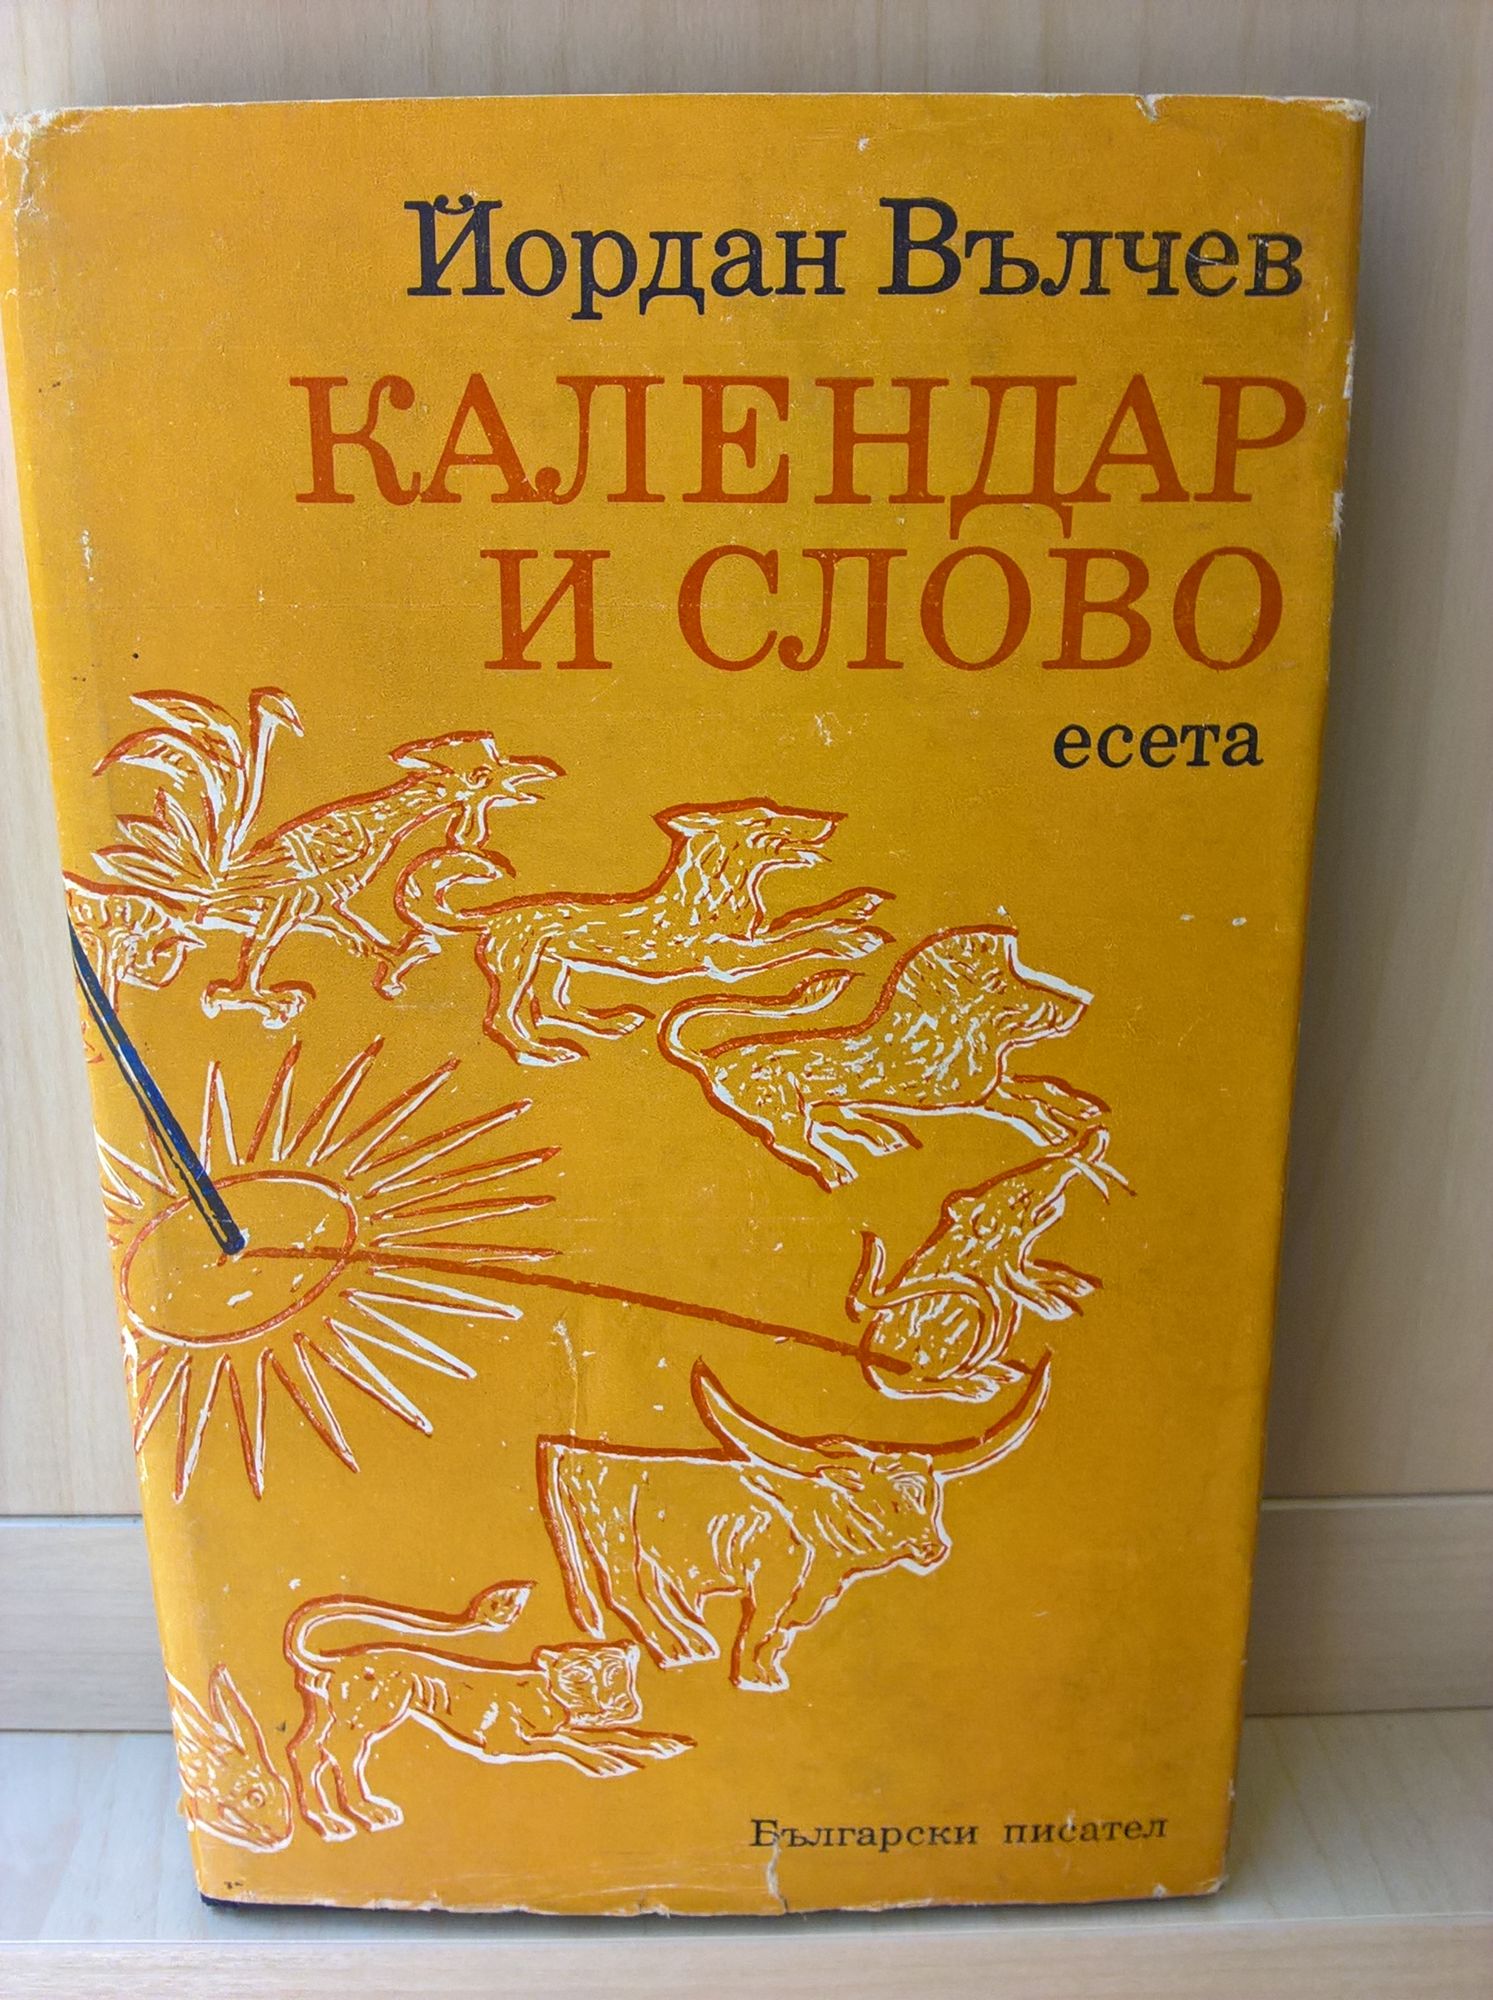 Йордан Вълчев
КАЛЕНДАР
И СЛОВО
есета
Български писател